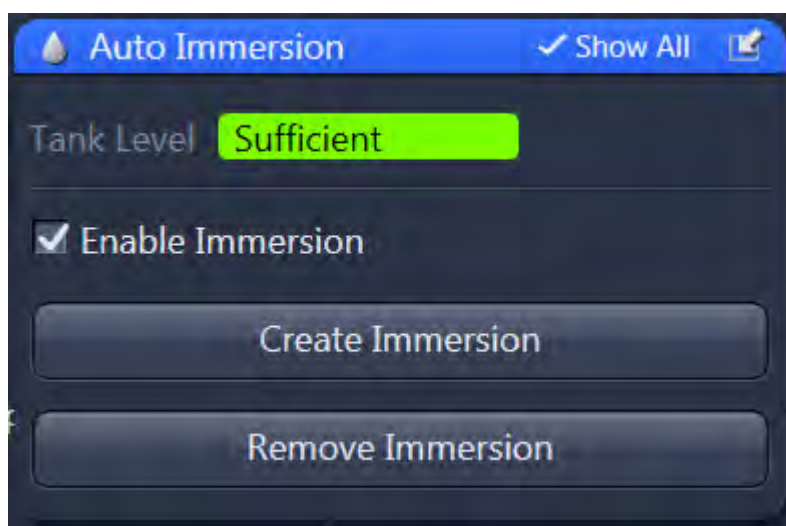 Auto Immersion Show All
Tank Level Sufficient
Enable Immersion
Create Immersion
Remove Immersion